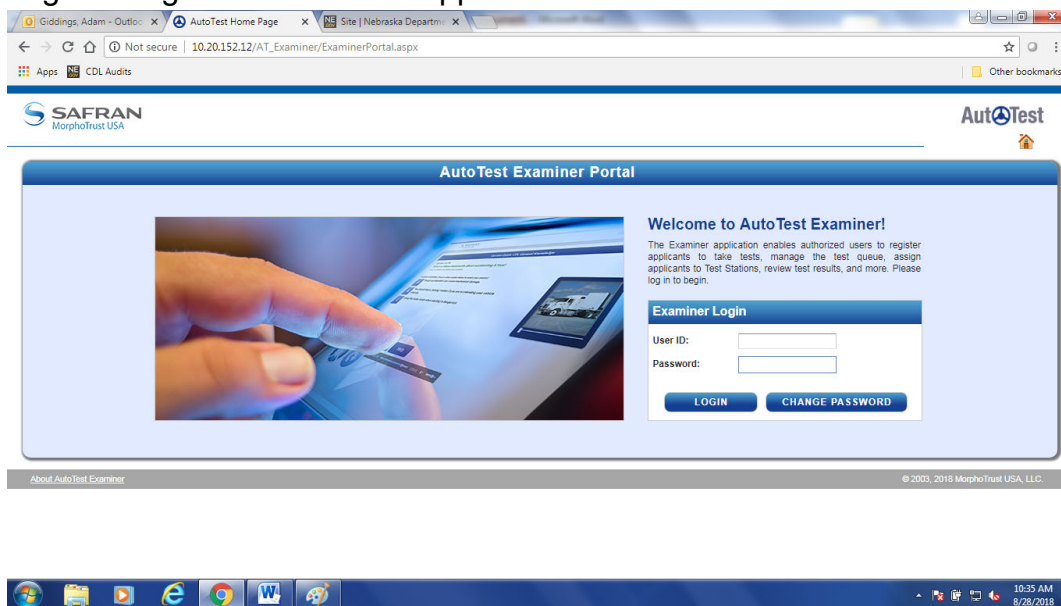 Giddings, Adam - Outloo
AutoTest Home Page
Site | Nebraska Departme
Not secure | 10.20.152.12/AT_Examiner/ExaminerPortal.aspx
Apps
CDL Audits
Other bookmarks
SAFRAN
MorphoTrust USA
AutoTest
AutoTest Examiner Portal
Welcome to AutoTest Examiner!
The Examiner application enables authorized users to register
applicants to take tests, manage the test queue, assign
applicants to Test Stations, review test results, and more. Please
log in to begin.
Examiner Login
User ID:
Password:
LOGIN
CHANGE PASSWORD
About AutoTest Examiner
© 2003, 2016 MorphoTrust USA, LLC.
10:35 AM
8/28/2018